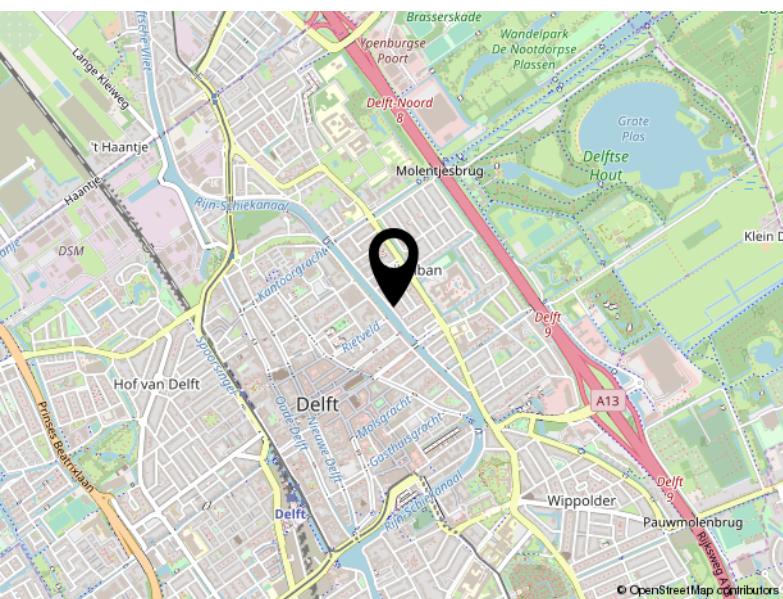 Brasserskade
Wandelpark
De Nootdorpse
Plassen
Ypenburgse
Poort
Lange Kleiweg
Delft-Noord
8
Grote
Plas
't Haantje
Delftse
Hout
Molentjesbrug
Haantje
Rijn-Schiekanaal
Klein D
DSM
Kantoorgracht
ban
Delft
9
Rietveld
Spoorsingel
Hof van Delft
A13
Delft
Molslaan
Oude Delft
Nieuwe Delft
Prinses Beatrixlaan
Gasthuisgracht
Rijn-Schiekanaal
Delft
9
Delft
Wippolder
Pauwmolenbrug
Rijksweg A13
© OpenStreetMap contributors